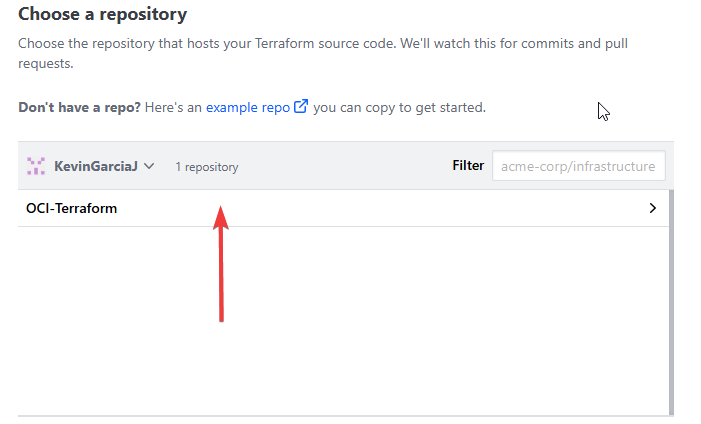 Choose a repository
Choose the repository that hosts your Terraform source code. We'll watch this for commits and pull
requests.
Don't have a repo? Here's an example repo you can copy to get started.
KevinGarciaJ 1 repository Filter acme-corp/infrastructure
OCI-Terraform